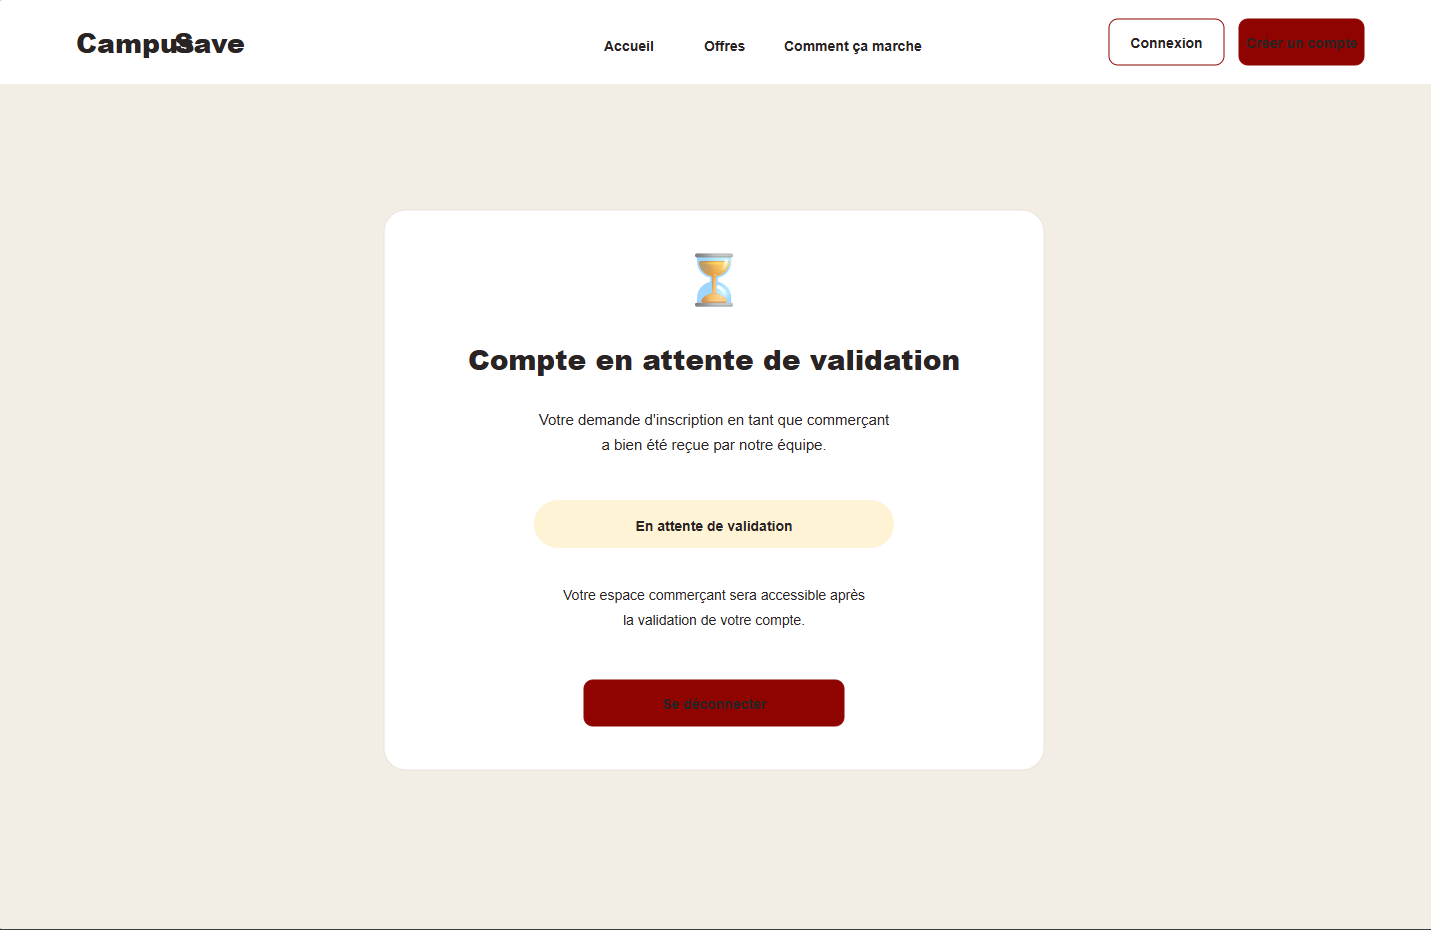 CampusSave
Accueil
Offres
Comment ça marche
Connexion
Créer un compte
Compte en attente de validation
Votre demande d'inscription en tant que commerçant
a bien été reçue par notre équipe.
En attente de validation
Votre espace commerçant sera accessible après
la validation de votre compte.
Se déconnecter